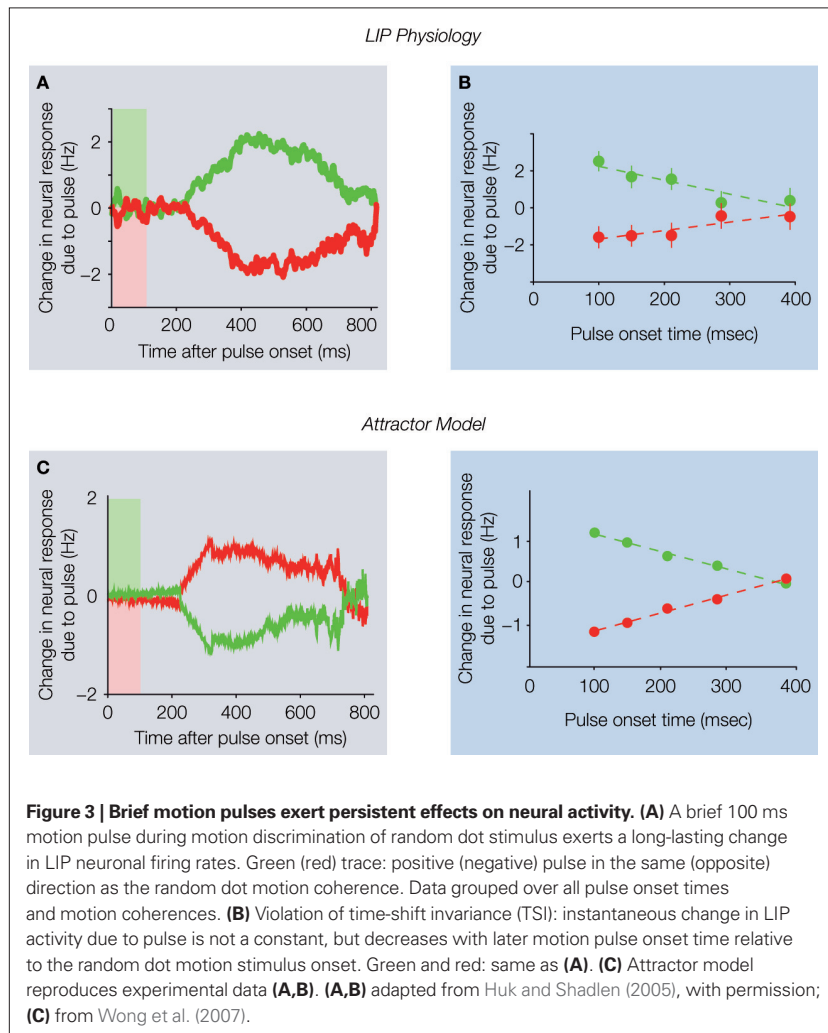 LIP Physiology
A
Change in neural response
due to pulse (Hz)
2
0
−2
0 200 400 600 800
Time after pulse onset (ms)
B
Change in neural response
due to pulse (Hz)
2
0
−2
0 100 200 300 400
Pulse onset time (msec)
Attractor Model
C
Change in neural response
due to pulse (Hz)
2
0
−2
0 200 400 600 800
Time after pulse onset (ms)
Change in neural response
due to pulse (Hz)
1
0
−1
0 100 200 300 400
Pulse onset time (msec)
Figure 3 | Brief motion pulses exert persistent effects on neural activity. (A) A brief 100 ms
motion pulse during motion discrimination of random dot stimulus exerts a long-lasting change
in LIP neuronal firing rates. Green (red) trace: positive (negative) pulse in the same (opposite)
direction as the random dot motion coherence. Data grouped over all pulse onset times
and motion coherences. (B) Violation of time-shift invariance (TSI): instantaneous change in LIP
activity due to pulse is not a constant, but decreases with later motion pulse onset time relative
to the random dot motion stimulus onset. Green and red: same as (A). (C) Attractor model
reproduces experimental data (A,B). (A,B) adapted from Huk and Shadlen (2005), with permission;
(C) from Wong et al. (2007).